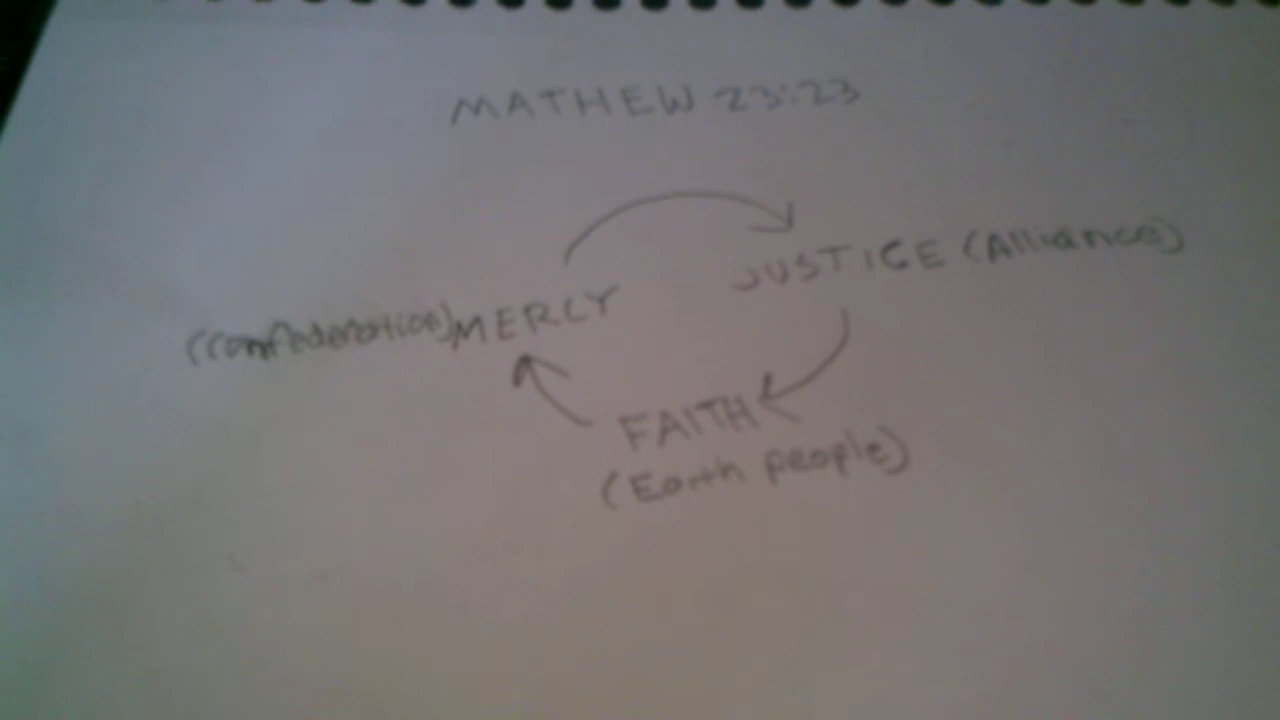 MATHEW 23:23
JUSTICE (Alliance)
(Confederation) MERCY
FAITH
(Earth people)